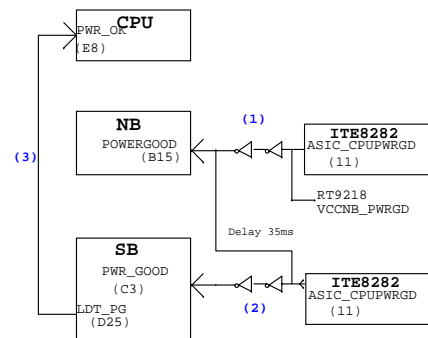 CPU
PWR_OK
(E8)
(1)
NB
POWERGOOD
(B15)
ITE8282
ASIC_CPUPWRGD
(11)
(3)
RT9218
VCCNB_PWRGD
Delay 35ms
SB
PWR_GOOD
(C3)
ITE8282
ASIC_CPUPWRGD
(11)
(2)
LDT_PG
(D25)